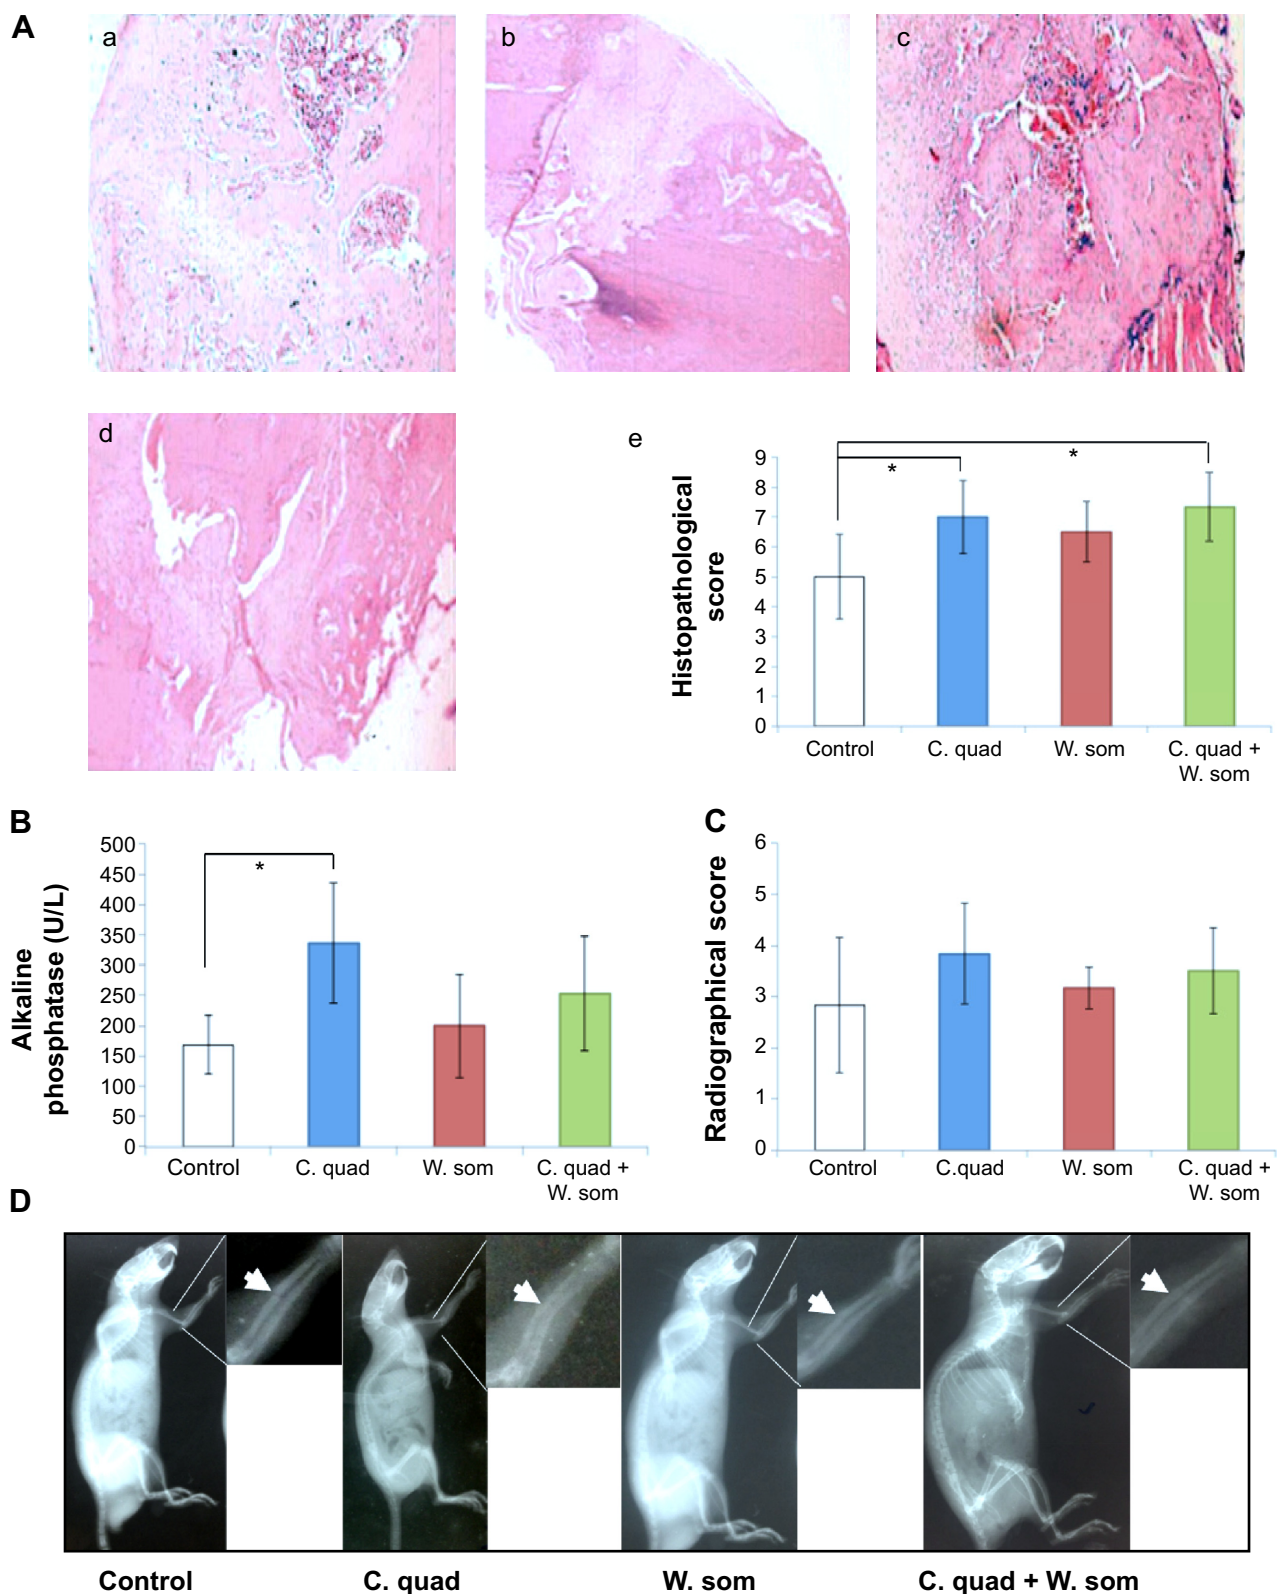 A
a
b
c
d
e
Histopathological
score
9
8
7
6
5
4
3
2
1
0
*
*
Control
C. quad
W. som
C. quad +
W. som
B
Alkaline
phosphatase (U/L)
500
450
400
350
300
250
200
150
100
50
0
*
Control
C. quad
W. som
C. quad +
W. som
C
Radiographical score
6
5
4
3
2
1
0
Control
C.quad
W. som
C. quad +
W. som
D
Control
C. quad
W. som
C. quad + W. som